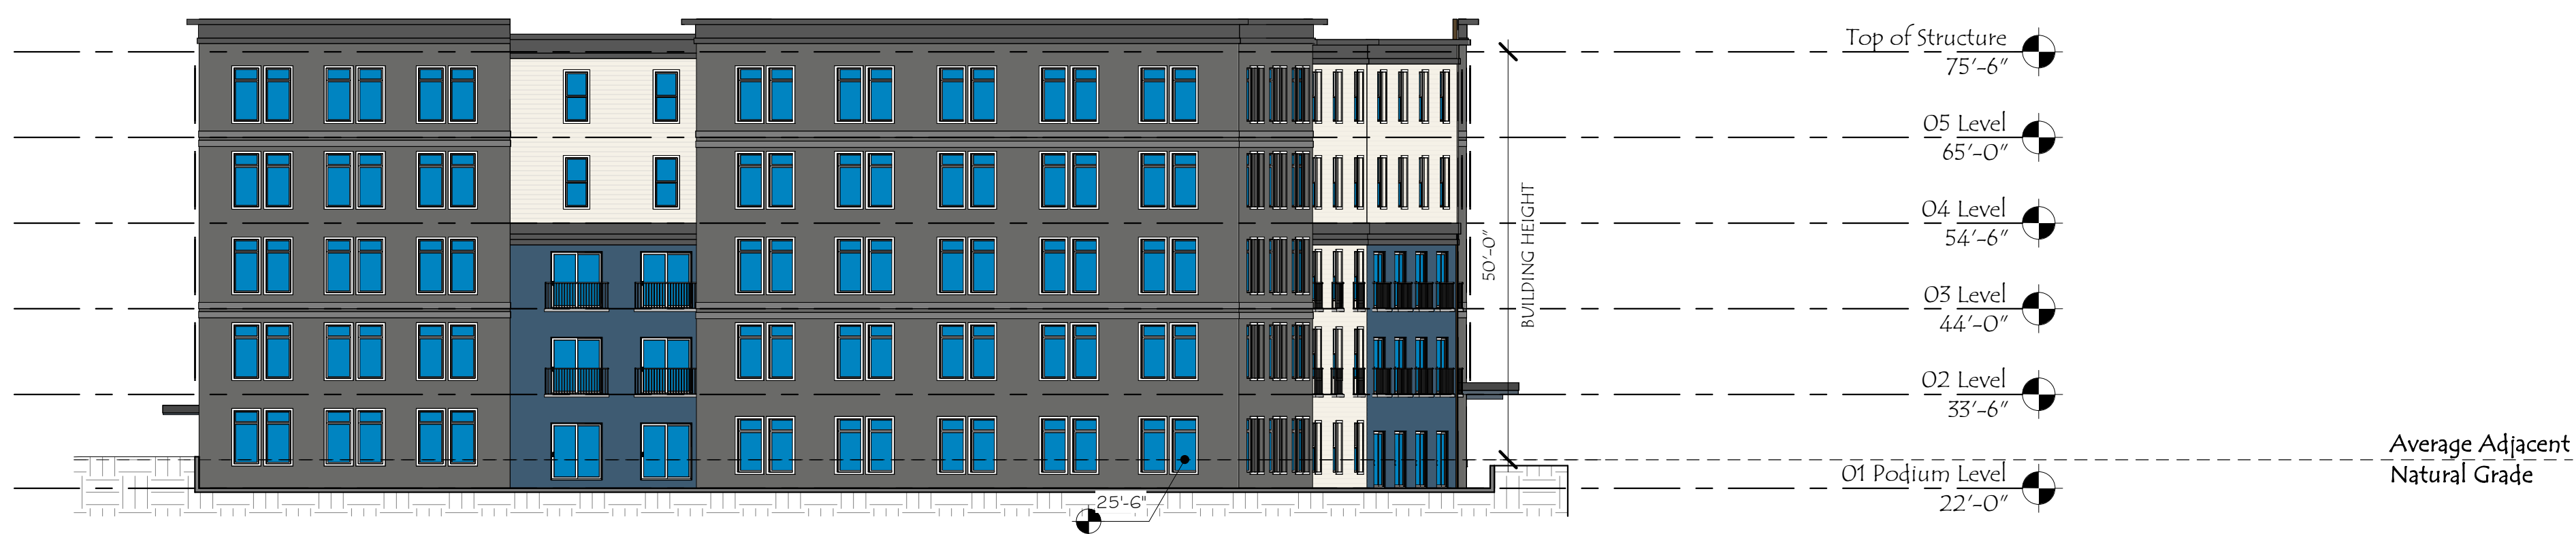 Top of Structure
75'-6"
05 Level
65'-0"
04 Level
54'-6"
50'-0"
BUILDING HEIGHT
03 Level
44'-0"
02 Level
33'-6"
Average Adjacent
Natural Grade
01 Podium Level
22'-0"
25'-6"